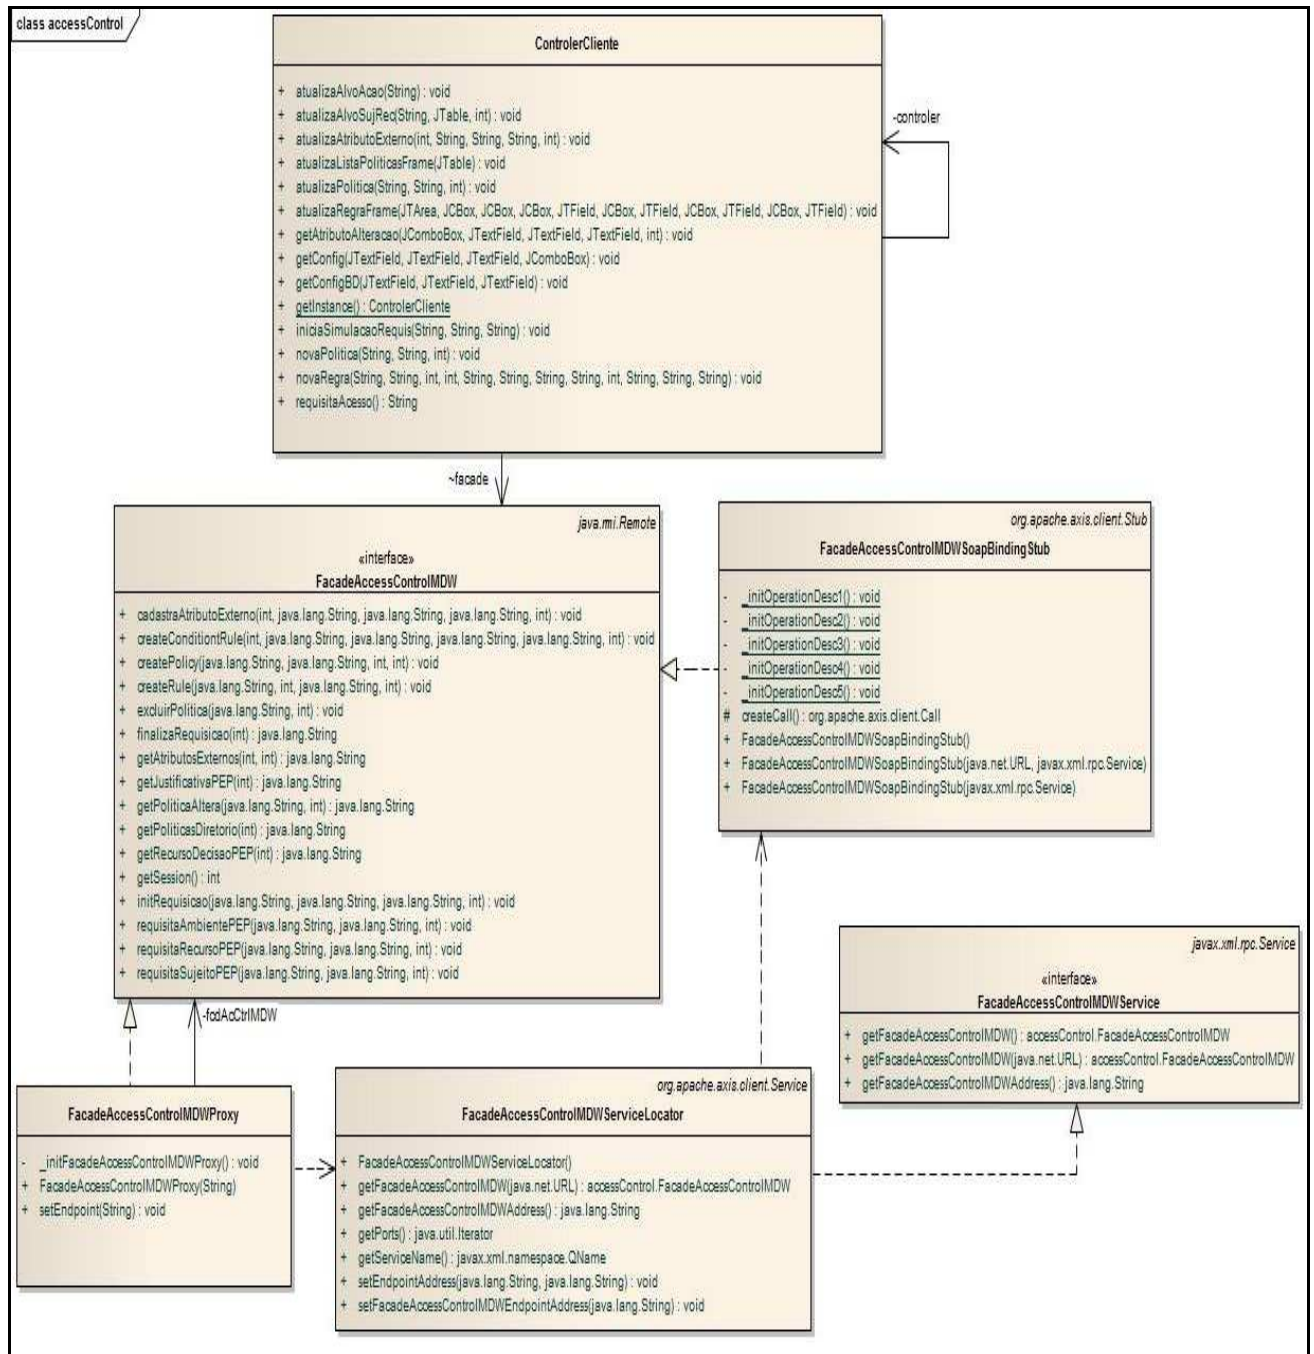 class accessControl
ControlerCliente
+ atualizaAlvoAcao(String) : void
+ atualizaAlvoSujRec(String, JTable, int) : void
+ atualizaAtributoExterno(int, String, String, String, int) : void
+ atualizaListaPoliticasFrame(JTable) : void
+ atualizaPolitica(String, String, int) : void
+ atualizaRegraFrame(JTArea, JCBox, JCBox, JCBox, JTField, JCBox, JTField, JCBox, JTField, JCBox, JTField) : void
+ getAtributoAlteracao(JComboBox, JTextField, JTextField, JTextField, int) : void
+ getConfig(JTextField, JTextField, JTextField, JComboBox) : void
+ getConfigBD(JTextField, JTextField, JTextField) : void
+ getInstance() : ControlerCliente
+ iniciaSimulacaoRequis(String, String, String) : void
+ novaPolitica(String, String, int) : void
+ novaRegra(String, String, int, int, String, String, String, String, int, String, String, String) : void
+ requisitaAcesso() : String
-controler
~facade
java.rmi.Remote
«interface»
FacadeAccessControlMDW
+ cadastraAtributoExterno(int, java.lang.String, java.lang.String, java.lang.String, int) : void
+ createConditiontRule(int, java.lang.String, java.lang.String, java.lang.String, java.lang.String, int) : void
+ createPolicy(java.lang.String, java.lang.String, int, int) : void
+ createRule(java.lang.String, int, java.lang.String, int) : void
+ excluirPolitica(java.lang.String, int) : void
+ finalizaRequisicao(int) : java.lang.String
+ getAtributosExternos(int, int) : java.lang.String
+ getJustificativaPEP(int) : java.lang.String
+ getPoliticaAltera(java.lang.String, int) : java.lang.String
+ getPoliticasDiretorio(int) : java.lang.String
+ getRecursoDecisaoPEP(int) : java.lang.String
+ getSession() : int
+ initRequisicao(java.lang.String, java.lang.String, java.lang.String, int) : void
+ requisitaAmbientePEP(java.lang.String, java.lang.String, int) : void
+ requisitaRecursoPEP(java.lang.String, java.lang.String, int) : void
+ requisitaSujeitoPEP(java.lang.String, java.lang.String, int) : void
org.apache.axis.client.Stub
FacadeAccessControlMDWSoapBindingStub
- _initOperationDesc1() : void
- _initOperationDesc2() : void
- _initOperationDesc3() : void
- _initOperationDesc4() : void
- _initOperationDesc5() : void
# createCall() : org.apache.axis.client.Call
+ FacadeAccessControlMDWSoapBindingStub()
+ FacadeAccessControlMDWSoapBindingStub(java.net.URL, javax.xml.rpc.Service)
+ FacadeAccessControlMDWSoapBindingStub(javax.xml.rpc.Service)
javax.xml.rpc.Service
«interface»
FacadeAccessControlMDWService
+ getFacadeAccessControlMDW() : accessControl.FacadeAccessControlMDW
+ getFacadeAccessControlMDW(java.net.URL) : accessControl.FacadeAccessControlMDW
+ getFacadeAccessControlMDWAddress() : java.lang.String
-fcdAcCtrlMDW
FacadeAccessControlMDWProxy
- _initFacadeAccessControlMDWProxy() : void
+ FacadeAccessControlMDWProxy(String)
+ setEndpoint(String) : void
org.apache.axis.client.Service
FacadeAccessControlMDWServiceLocator
+ FacadeAccessControlMDWServiceLocator()
+ getFacadeAccessControlMDW(java.net.URL) : accessControl.FacadeAccessControlMDW
+ getFacadeAccessControlMDWAddress() : java.lang.String
+ getPorts() : java.util.Iterator
+ getServiceName() : javax.xml.namespace.QName
+ setEndpointAddress(java.lang.String, java.lang.String) : void
+ setFacadeAccessControlMDWEndpointAddress(java.lang.String) : void